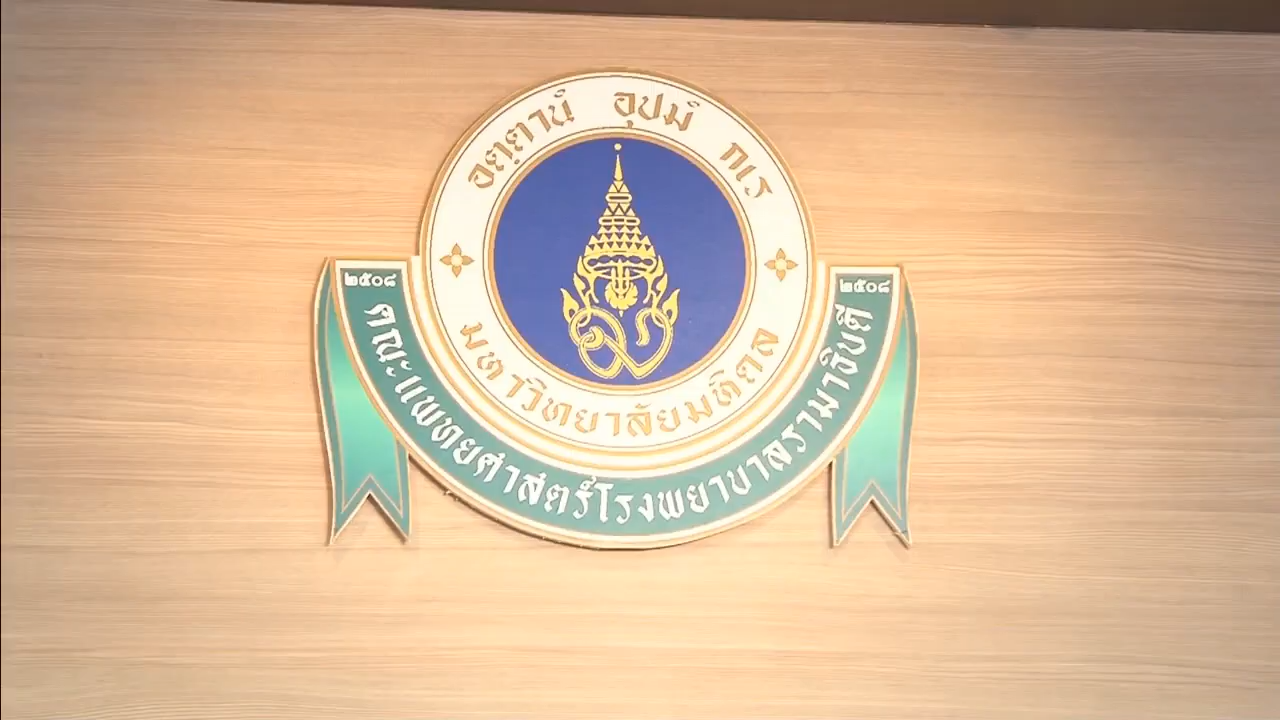 อตฺตานํ อุปมํ กเร
มหาวิทยาลัยมหิดล
๒๕๐๘
๒๕๐๘
คณะแพทยศาสตร์โรงพยาบาลรามาธิบดี